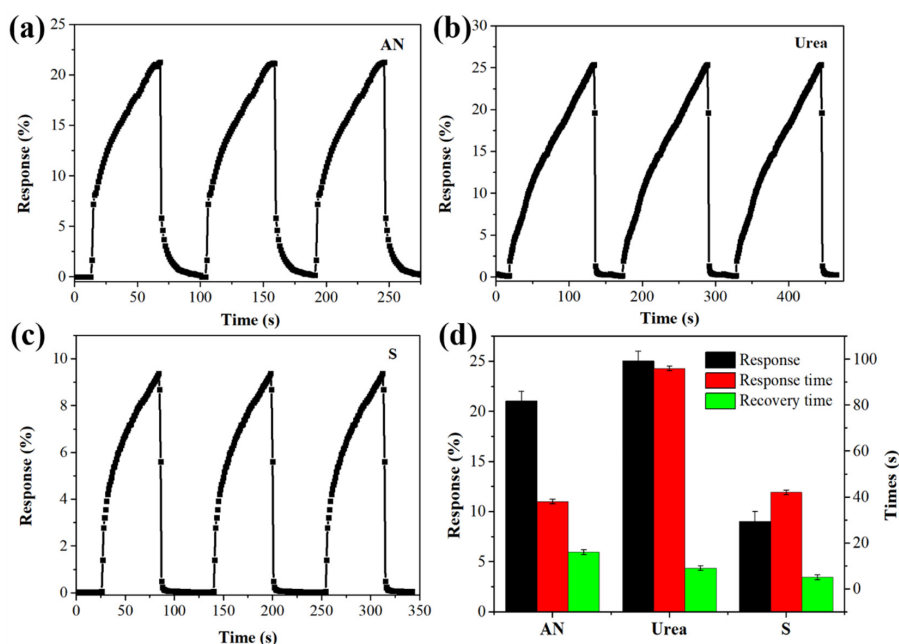 (a)
AN
25
20
15
10
5
0
Response (%)
0 50 100 150 200 250
Time (s)
(b)
Urea
30
25
20
15
10
5
0
Response (%)
0 100 200 300 400
Time (s)
(c)
S
10
8
6
4
2
0
Response (%)
0 50 100 150 200 250 300 350
Time (s)
(d)
Response
Response time
Recovery time
25
20
15
10
5
0
Response (%)
100
80
60
40
20
0
Times (s)
AN Urea S